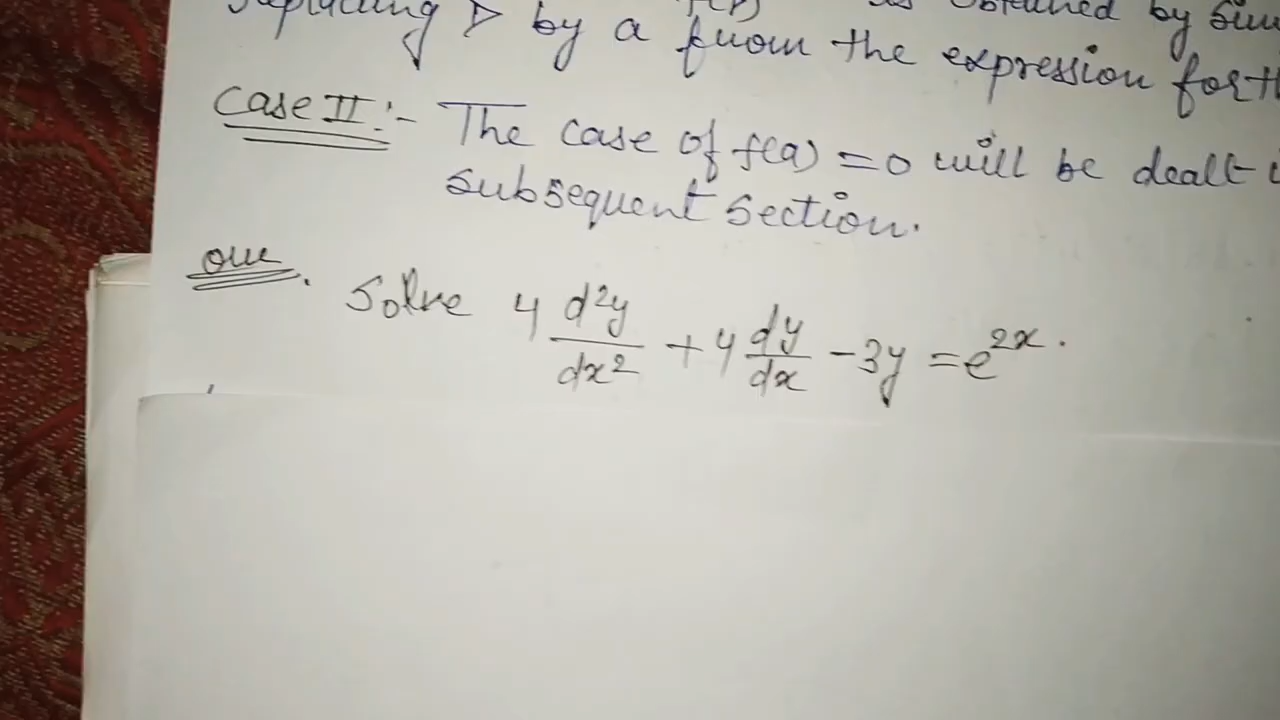 by a from the expression for
Case II :- The case of f(a) = 0 will be dealt
subsequent section.
Solve 4 d²y/dx² + 4 dy/dx - 3y = e^{2x}.